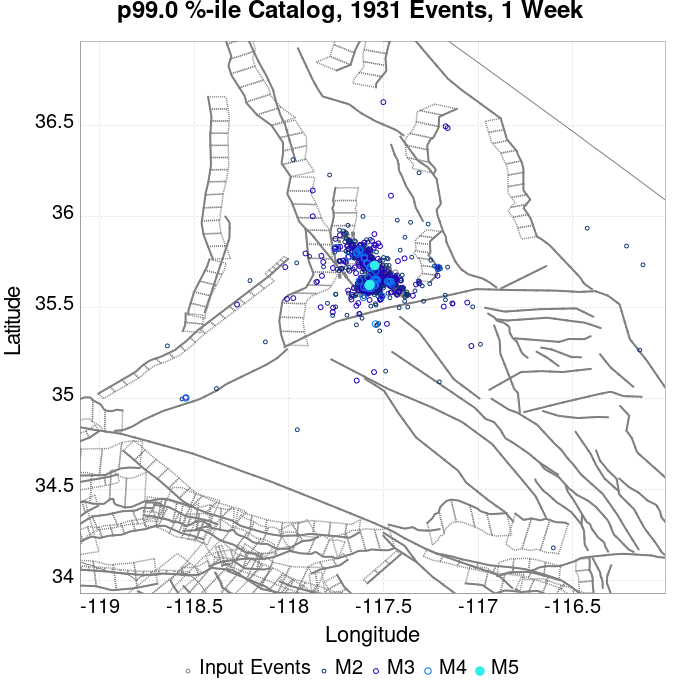 p99.0 %-ile Catalog, 1931 Events, 1 Week
36.5
36
35.5
35
34.5
34
Latitude
-119 -118.5 -118 -117.5 -117 -116.5
Longitude
Input Events M2 M3 M4 M5